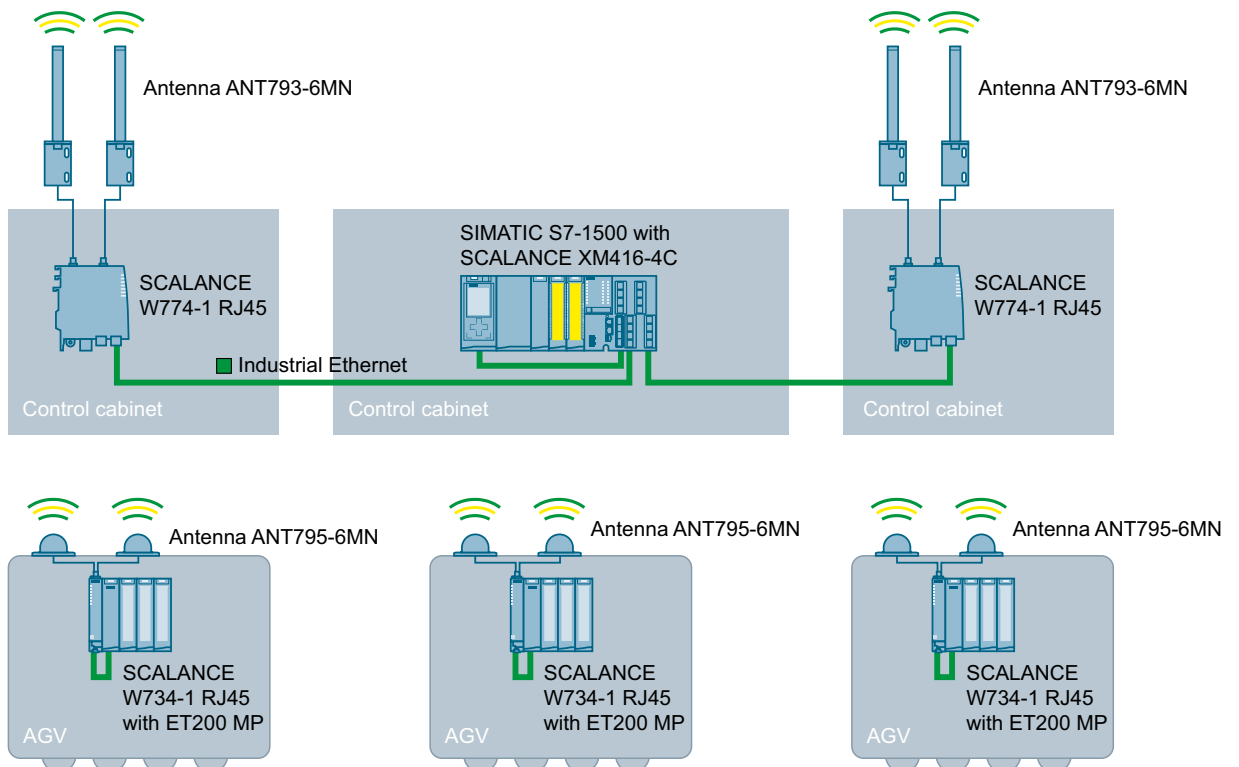 Antenna ANT793-6MN
Antenna ANT793-6MN
SIMATIC S7-1500 with
SCALANCE XM416-4C
SCALANCE
W774-1 RJ45
SCALANCE
W774-1 RJ45
Industrial Ethernet
Control cabinet
Control cabinet
Control cabinet
Antenna ANT795-6MN
Antenna ANT795-6MN
Antenna ANT795-6MN
SCALANCE
W734-1 RJ45
with ET200 MP
AGV
SCALANCE
W734-1 RJ45
with ET200 MP
AGV
SCALANCE
W734-1 RJ45
with ET200 MP
AGV